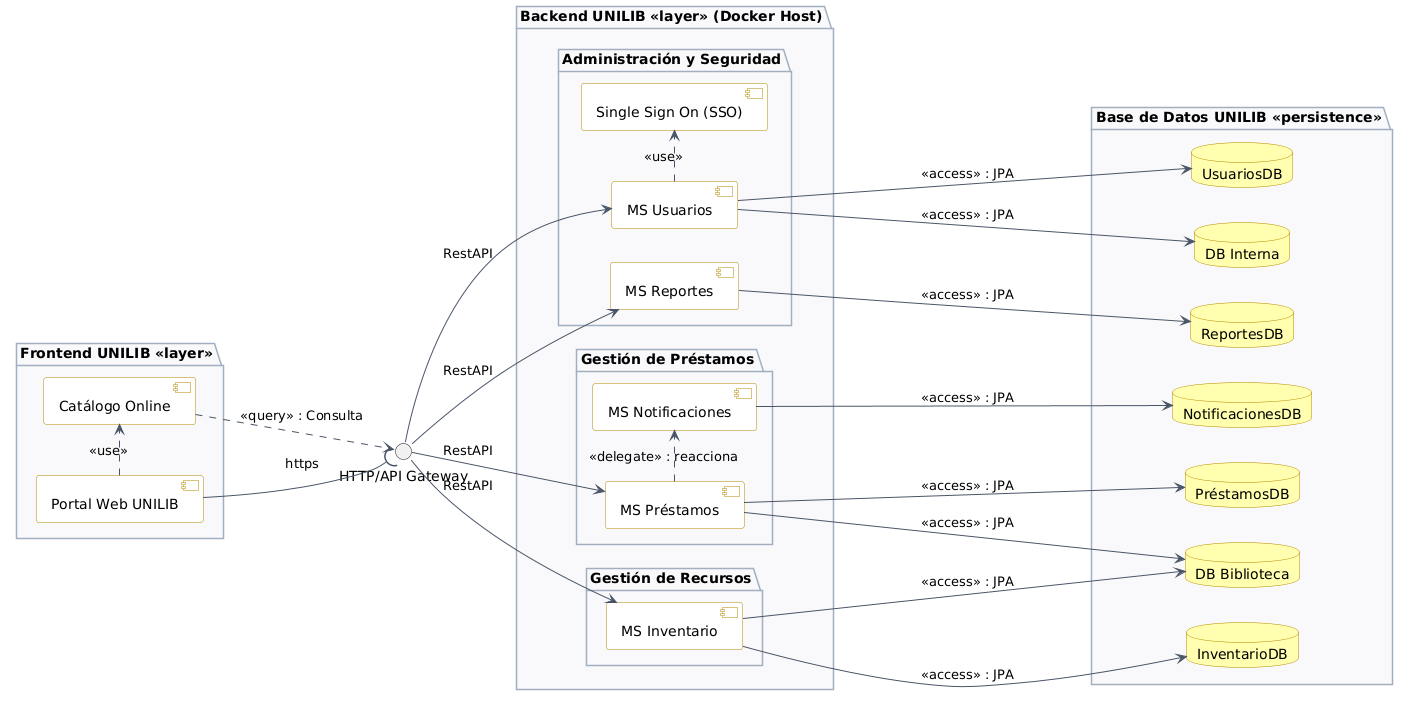 Backend UNILIB «layer» (Docker Host)
Administración y Seguridad
Single Sign On (SSO)
«use»
MS Usuarios
MS Reportes
Gestión de Préstamos
MS Notificaciones
«delegate» : reacciona
MS Préstamos
Gestión de Recursos
MS Inventario
Frontend UNILIB «layer»
Catálogo Online
«use»
Portal Web UNILIB
«query» : Consulta
https
HTTP/API Gateway
RestAPI
RestAPI
RestAPI
RestAPI
Base de Datos UNILIB «persistence»
UsuariosDB
DB Interna
ReportesDB
NotificacionesDB
PréstamosDB
DB Biblioteca
InventarioDB
«access» : JPA
«access» : JPA
«access» : JPA
«access» : JPA
«access» : JPA
«access» : JPA
«access» : JPA
«access» : JPA